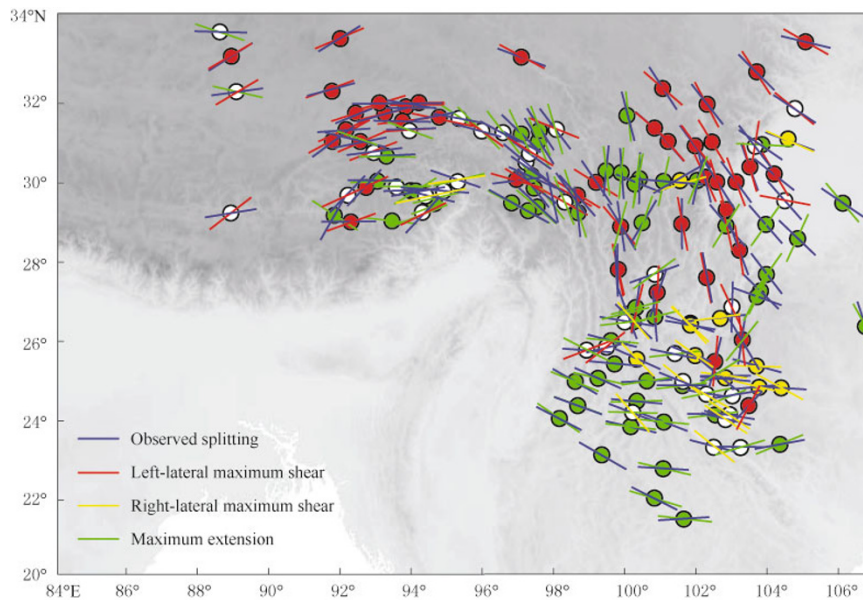 34°N
32°
30°
28°
26°
24°
22°
20°
Observed splitting
Left-lateral maximum shear
Right-lateral maximum shear
Maximum extension
84°E 86° 88° 90° 92° 94° 96° 98° 100° 102° 104° 106°